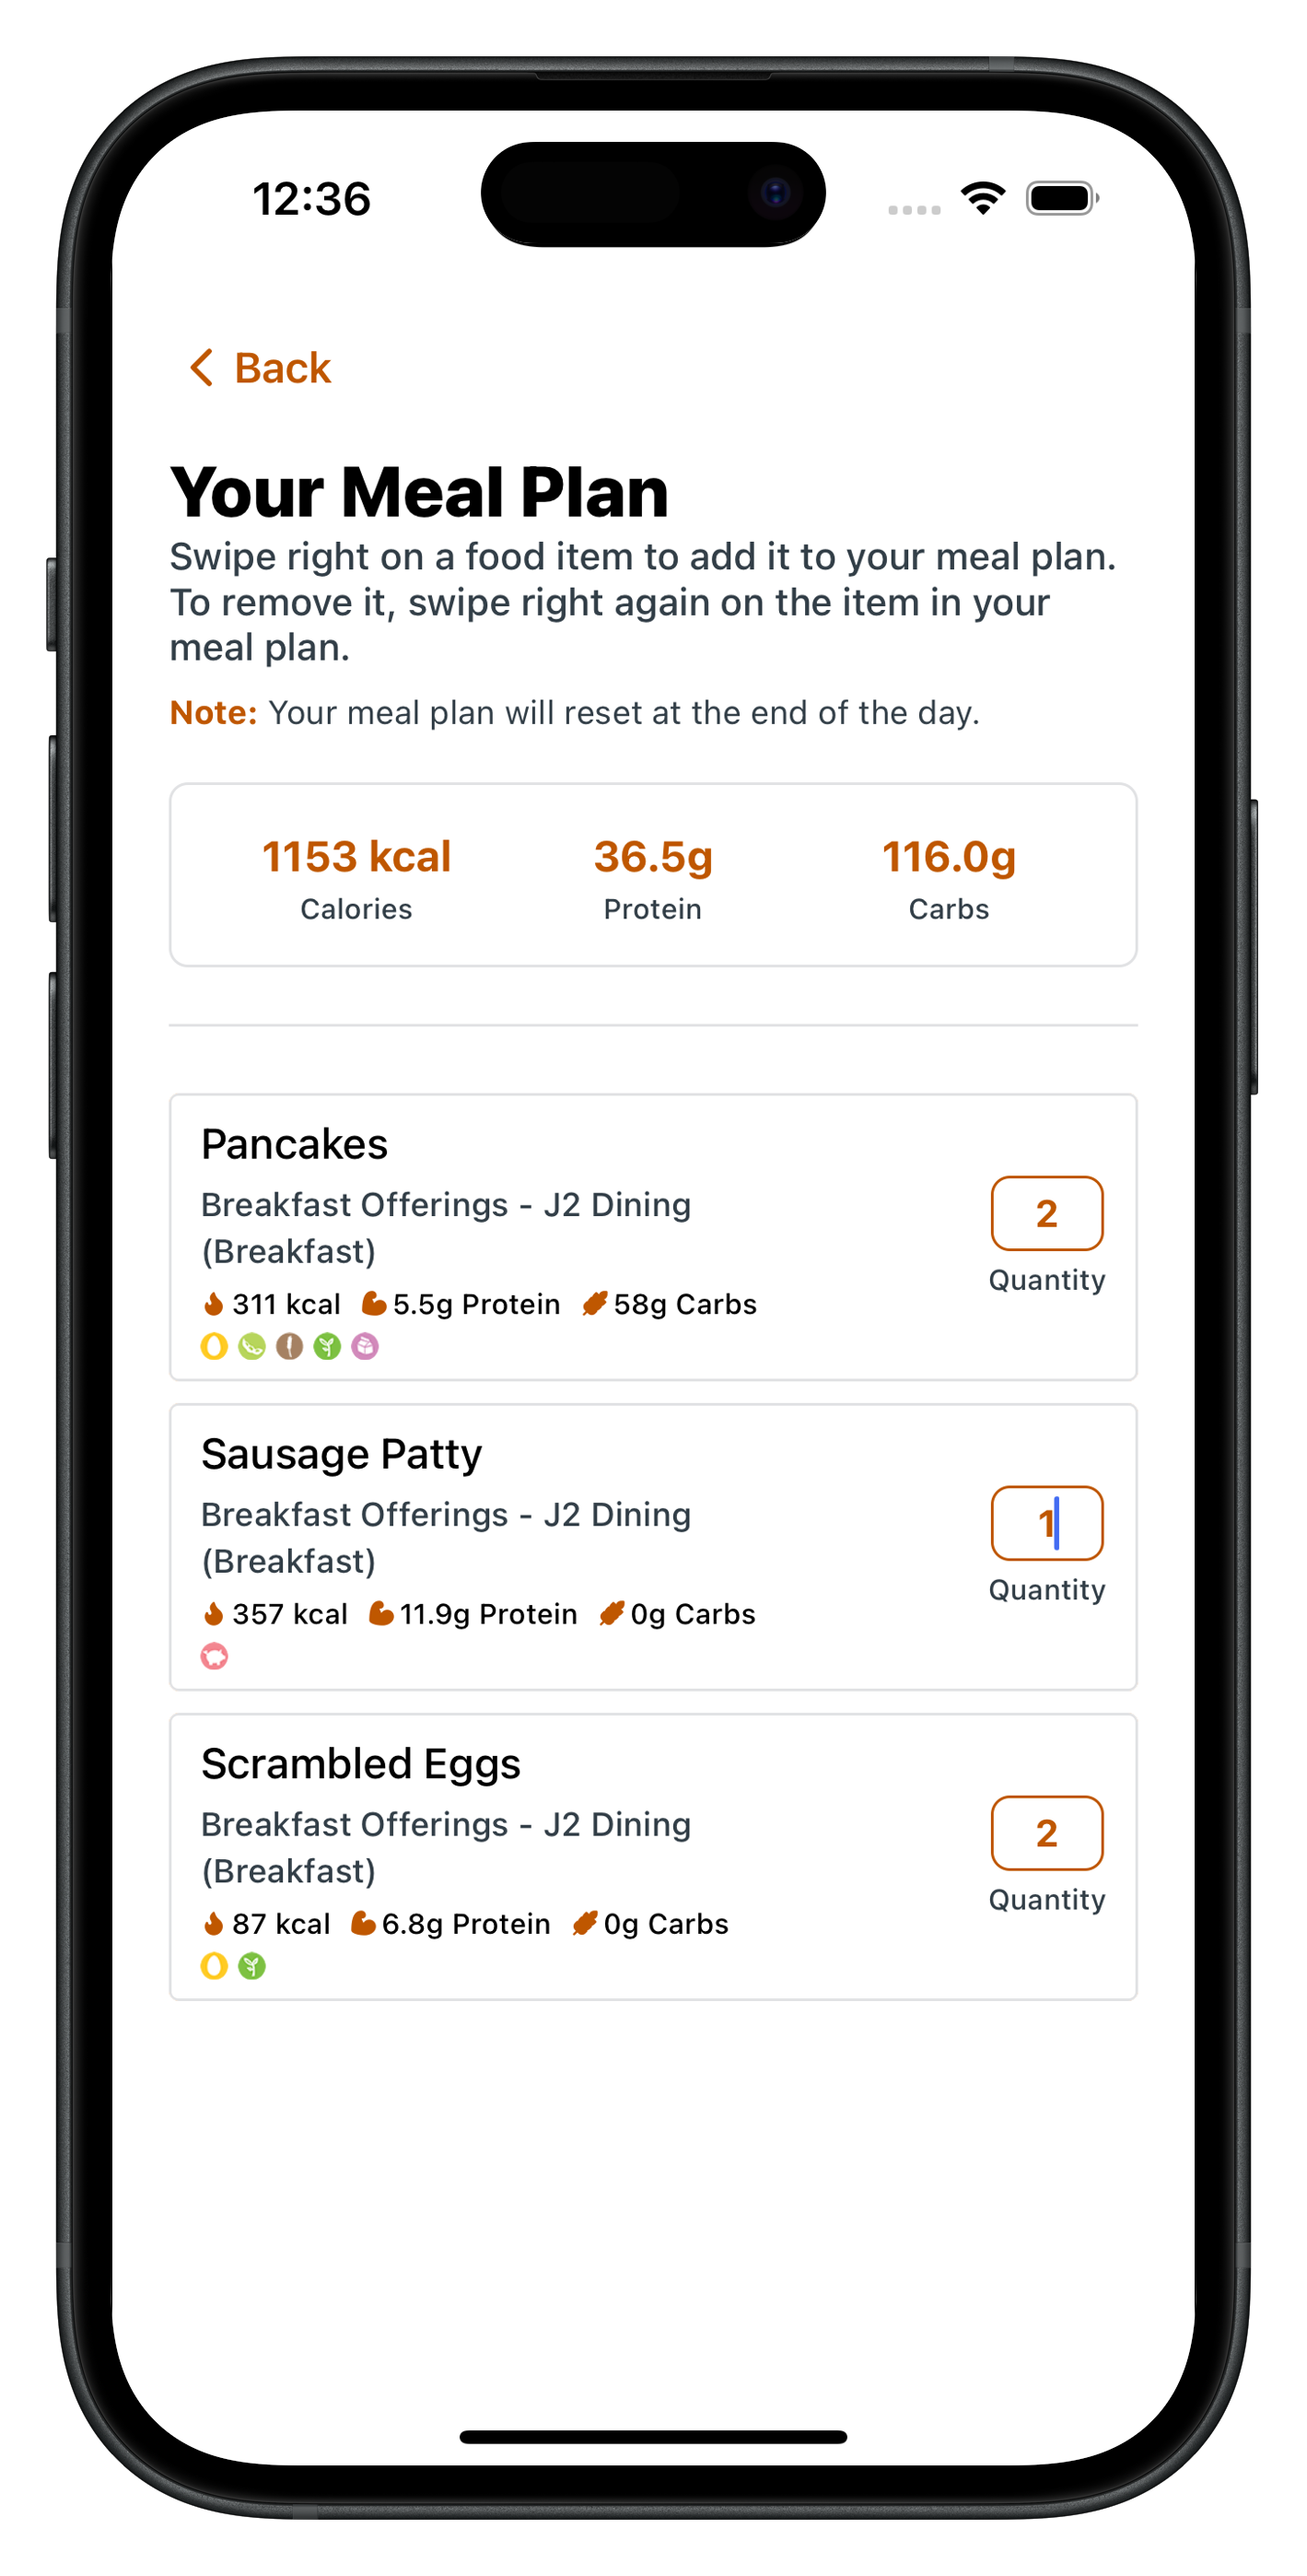 12:36
Back
Your Meal Plan
Swipe right on a food item to add it to your meal plan.
To remove it, swipe right again on the item in your
meal plan.
Note: Your meal plan will reset at the end of the day.
1153 kcal 36.5g 116.0g
Calories Protein Carbs
Pancakes
Breakfast Offerings - J2 Dining
(Breakfast)
2
Quantity
311 kcal 5.5g Protein 58g Carbs
Sausage Patty
Breakfast Offerings - J2 Dining
(Breakfast)
1
Quantity
357 kcal 11.9g Protein 0g Carbs
Scrambled Eggs
Breakfast Offerings - J2 Dining
(Breakfast)
2
Quantity
87 kcal 6.8g Protein 0g Carbs